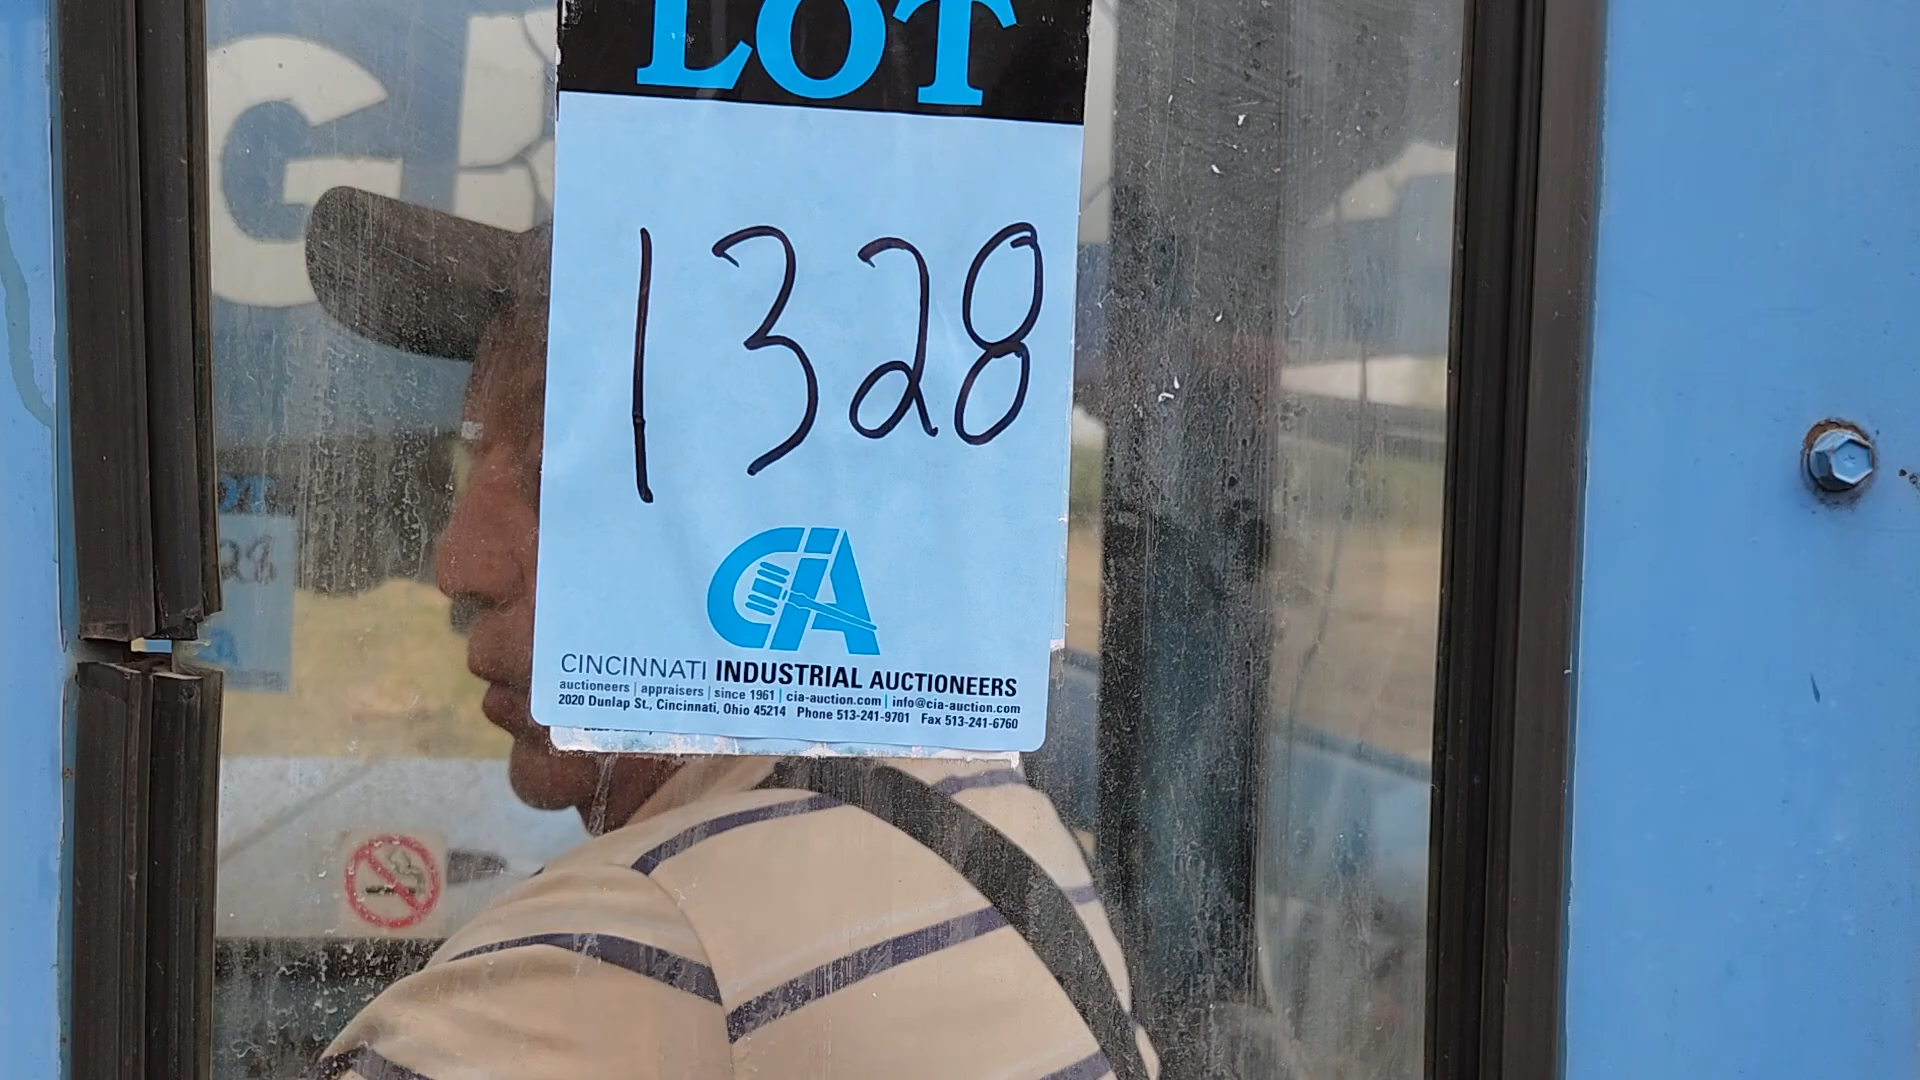 LOT
1328
CIA
CINCINNATI INDUSTRIAL AUCTIONEERS
auctioneers | appraisers | since 1961 | cia-auction.com | info@cia-auction.com
2020 Dunlap St., Cincinnati, Ohio 45214 Phone 513-241-9701 Fax 513-241-6760
G
28